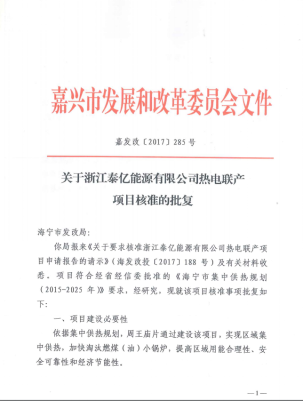 嘉兴市发展和改革委员会文件
嘉发改〔2017〕285号
关于浙江泰亿能源有限公司热电联产
项目核准的批复
海宁市发改局：
你局报来《关于要求核准浙江泰亿能源有限公司热电联产项
目申请报告的请示》（海发改投〔2017〕188号）及有关材料收
悉。项目符合经省经信委批准的《海宁市集中供热规划
（2015-2025年）》要求，经研究，现就该项目核准事项批复如
下：
一、项目建设必要性
依据集中供热规划，周王庙片通过建设该项目，实现区域集
中供热，加快淘汰燃煤（油）小锅炉，提高区域用能合理性、安
全可靠性和经济节能性。
—1—